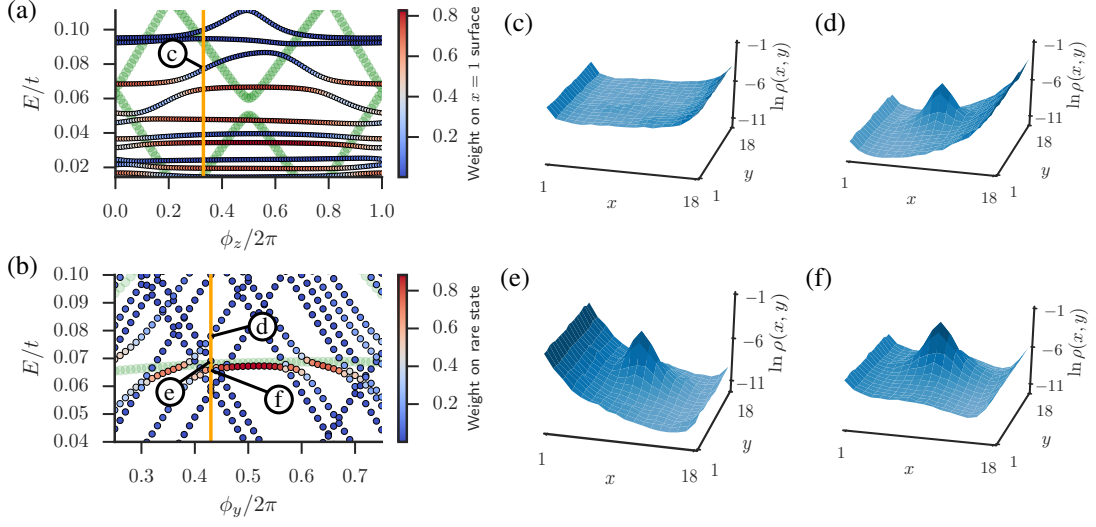 (a)
0.10
0.08
0.06
0.04
0.02
E/t
c
0.0 0.2 0.4 0.6 0.8 1.0
ϕz/2π
0.8
0.6
0.4
0.2
Weight on x = 1 surface
(b)
0.10
0.09
0.08
0.07
0.06
0.05
0.04
E/t
d
e
f
0.3 0.4 0.5 0.6 0.7
ϕy/2π
0.8
0.6
0.4
0.2
Weight on rare state
(c)
−1
−6
−11
ln ρ(x, y)
18
y
1
1
x
18
(d)
−1
−6
−11
ln ρ(x, y)
18
y
1
1
x
18
(e)
−1
−6
−11
ln ρ(x, y)
18
y
1
1
x
18
(f)
−1
−6
−11
ln ρ(x, y)
18
y
1
1
x
18